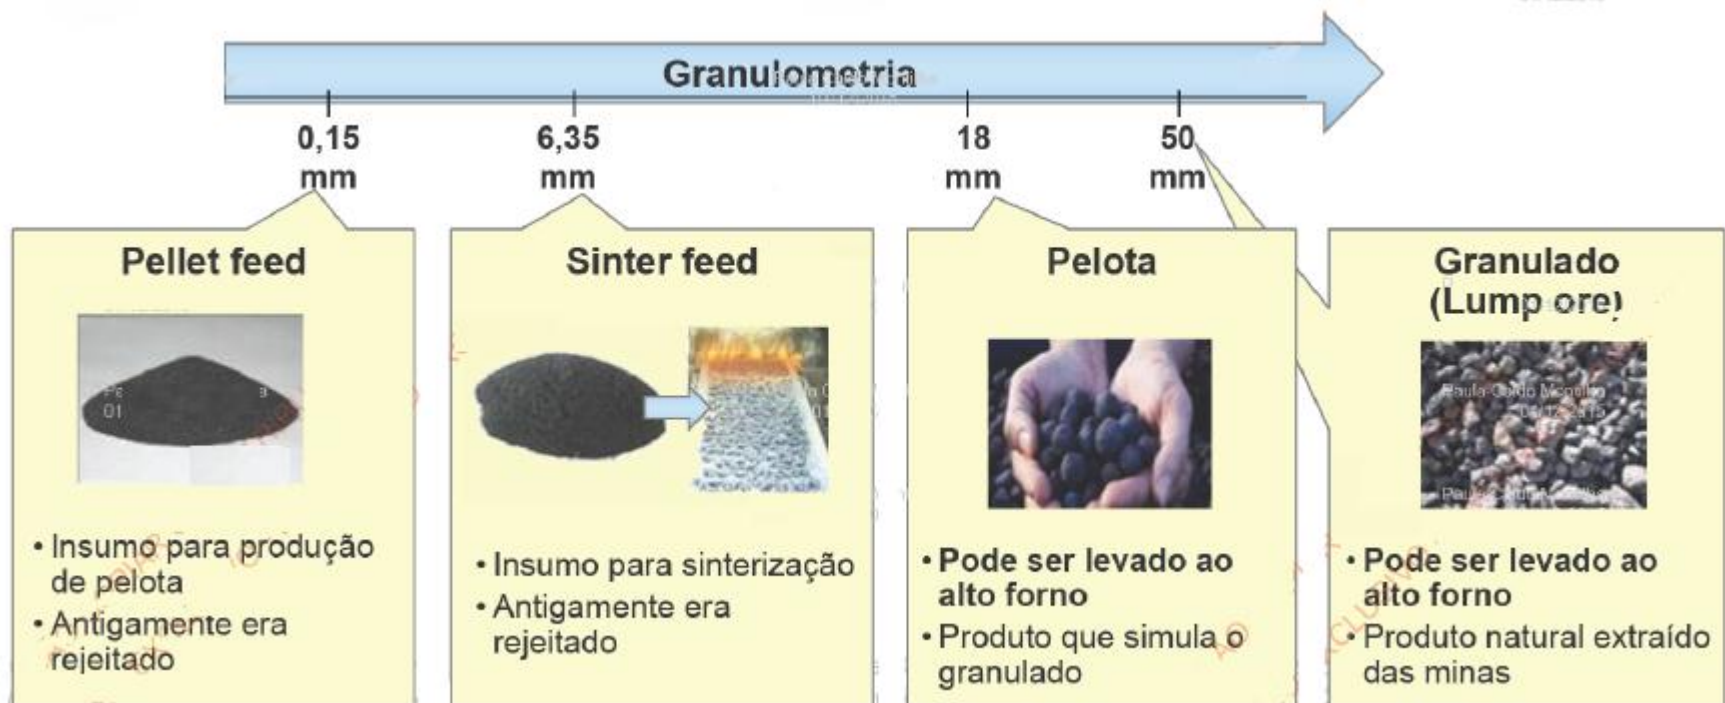 Granulometria
0,15
mm
6,35
mm
18
mm
50
mm
Pellet feed
• Insumo para produção
de pelota
• Antigamente era
rejeitado
Sinter feed
• Insumo para sinterização
• Antigamente era
rejeitado
Pelota
• Pode ser levado ao
alto forno
• Produto que simula o
granulado
Granulado
(Lump ore)
• Pode ser levado ao
alto forno
• Produto natural extraído
das minas